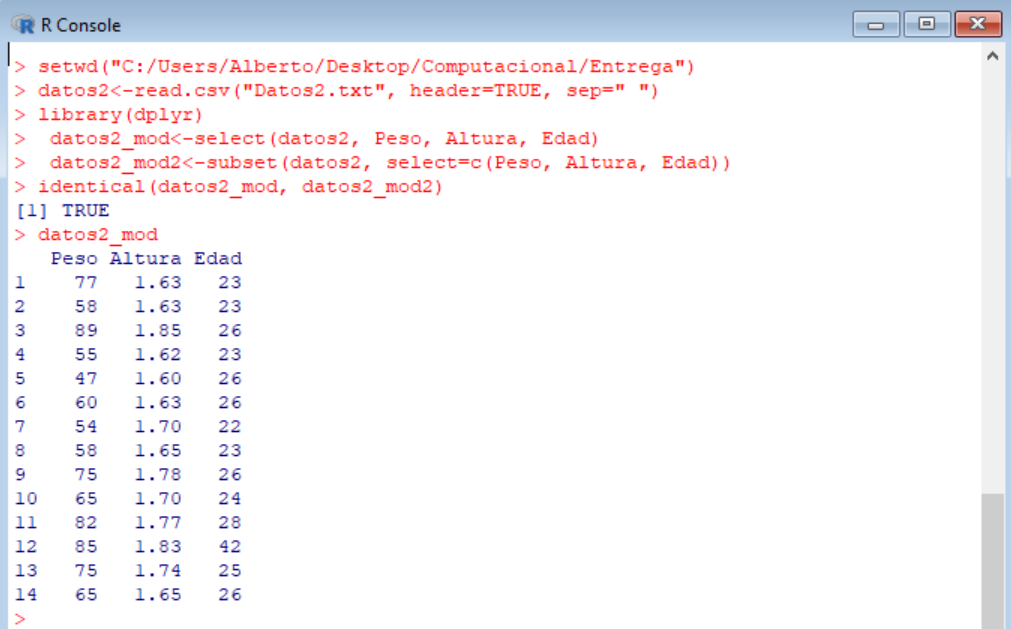 R Console
> setwd("C:/Users/Alberto/Desktop/Computacional/Entrega")
> datos2<-read.csv("Datos2.txt", header=TRUE, sep=" ")
> library(dplyr)
>  datos2_mod<-select(datos2, Peso, Altura, Edad)
>  datos2_mod2<-subset(datos2, select=c(Peso, Altura, Edad))
> identical(datos2_mod, datos2_mod2)
[1] TRUE
> datos2_mod
   Peso Altura Edad
1    77   1.63   23
2    58   1.63   23
3    89   1.85   26
4    55   1.62   23
5    47   1.60   26
6    60   1.63   26
7    54   1.70   22
8    58   1.65   23
9    75   1.78   26
10   65   1.70   24
11   82   1.77   28
12   85   1.83   42
13   75   1.74   25
14   65   1.65   26
>